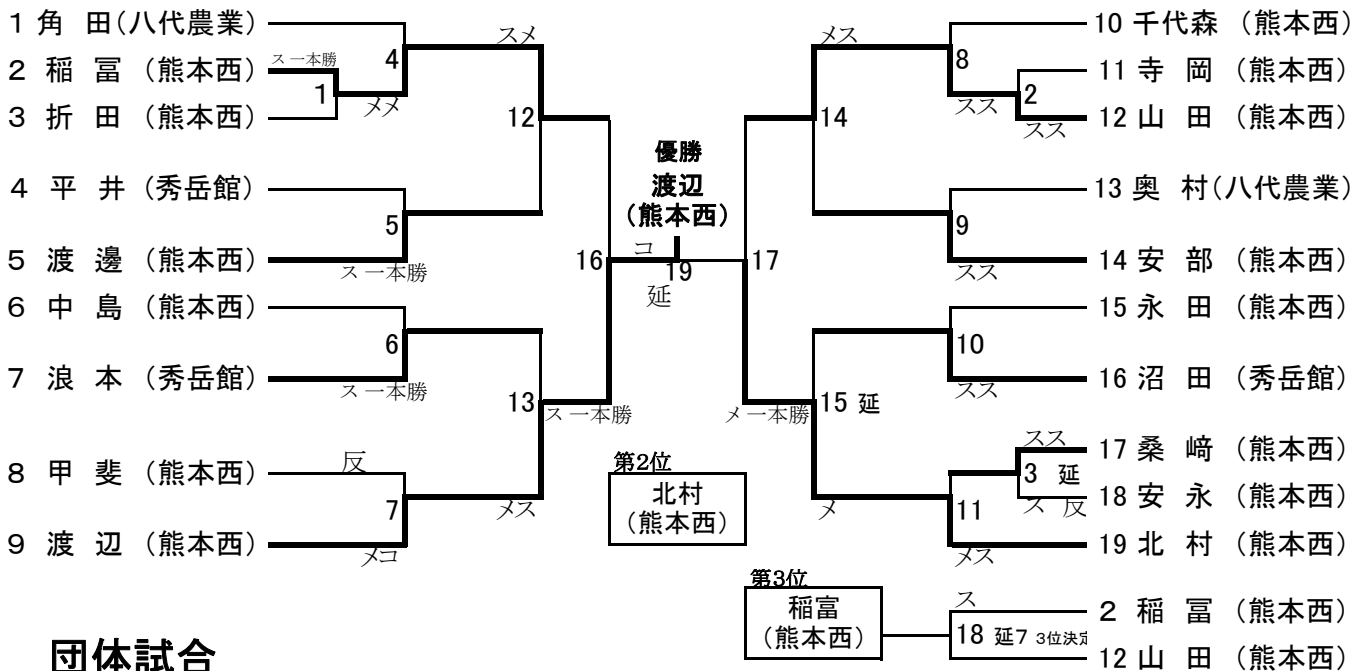 1 角 田(八代農業)
2 稲 冨 (熊本西)
3 折 田 (熊本西)
4 平 井 (秀岳館)
5 渡 邊 (熊本西)
6 中 島 (熊本西)
7 浪 本 (秀岳館)
8 甲 斐 (熊本西)
9 渡 辺 (熊本西)
ス 一本勝
1
4
メメ
スメ
12
5
ス 一本勝
6
ス 一本勝
13
反
7
メコ
メス
16
ス 一本勝
優勝
渡辺
(熊本西)
コ
19
延
17
メ 一本勝
第2位
北村
(熊本西)
メス
14
8
スス
2
スス
9
スス
10
スス
15 延
メ
11
メス
スス
3 延
ス 反
10 千代森 (熊本西)
11 寺 岡 (熊本西)
12 山 田 (熊本西)
13 奥 村(八代農業)
14 安 部 (熊本西)
15 永 田 (熊本西)
16 沼 田 (秀岳館)
17 桑 﨑 (熊本西)
18 安 永 (熊本西)
19 北 村 (熊本西)
第3位
稲富
(熊本西)
ス
18 延7 3位決定
2 稲 冨 (熊本西)
12 山 田 (熊本西)
団体試合